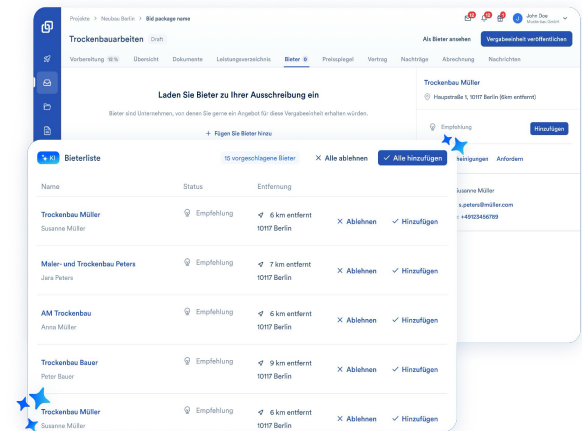 Projekte > Neubau Berlin > Bid package name
John Doe
Trockenbauarbeiten Draft
Als Bieter ansehen
Vergabeeinheit veröffentlichen
Vorbereitung 12% Übersicht Dokumente Leistungsverzeichnis Bieter 0 Preisspiegel Vertrag Nachträge Abrechnung Nachrichten
Laden Sie Bieter zu Ihrer Ausschreibung ein
Bieter sind Unternehmen, von denen Sie gerne ein Angebot für diese Vergabeeinheit erhalten würden.
+ Fügen Sie Bieter hinzu
Trockenbau Müller
Haupstraße 1, 10117 Berlin (6km entfernt)
Empfehlung Hinzufügen
heinigungen Anfordern
Susanne Müller
s.peters@müller.com
: +49123456789
KI Bieterliste 15 vorgeschlagene Bieter Alle ablehnen Alle hinzufügen
Name Status Entfernung
Trockenbau Müller Empfehlung 6 km entfernt Ablehnen Hinzufügen
Susanne Müller 10117 Berlin
Maler- und Trockenbau Peters Empfehlung 7 km entfernt Ablehnen Hinzufügen
Jara Peters 10117 Berlin
AM Trockenbau Empfehlung 6 km entfernt Ablehnen Hinzufügen
Anna Müller 10117 Berlin
Trockenbau Bauer Empfehlung 9 km entfernt Ablehnen Hinzufügen
Peter Bauer 10117 Berlin
Trockenbau Müller Empfehlung 6 km entfernt Ablehnen Hinzufügen
Susanne Müller 10117 Berlin